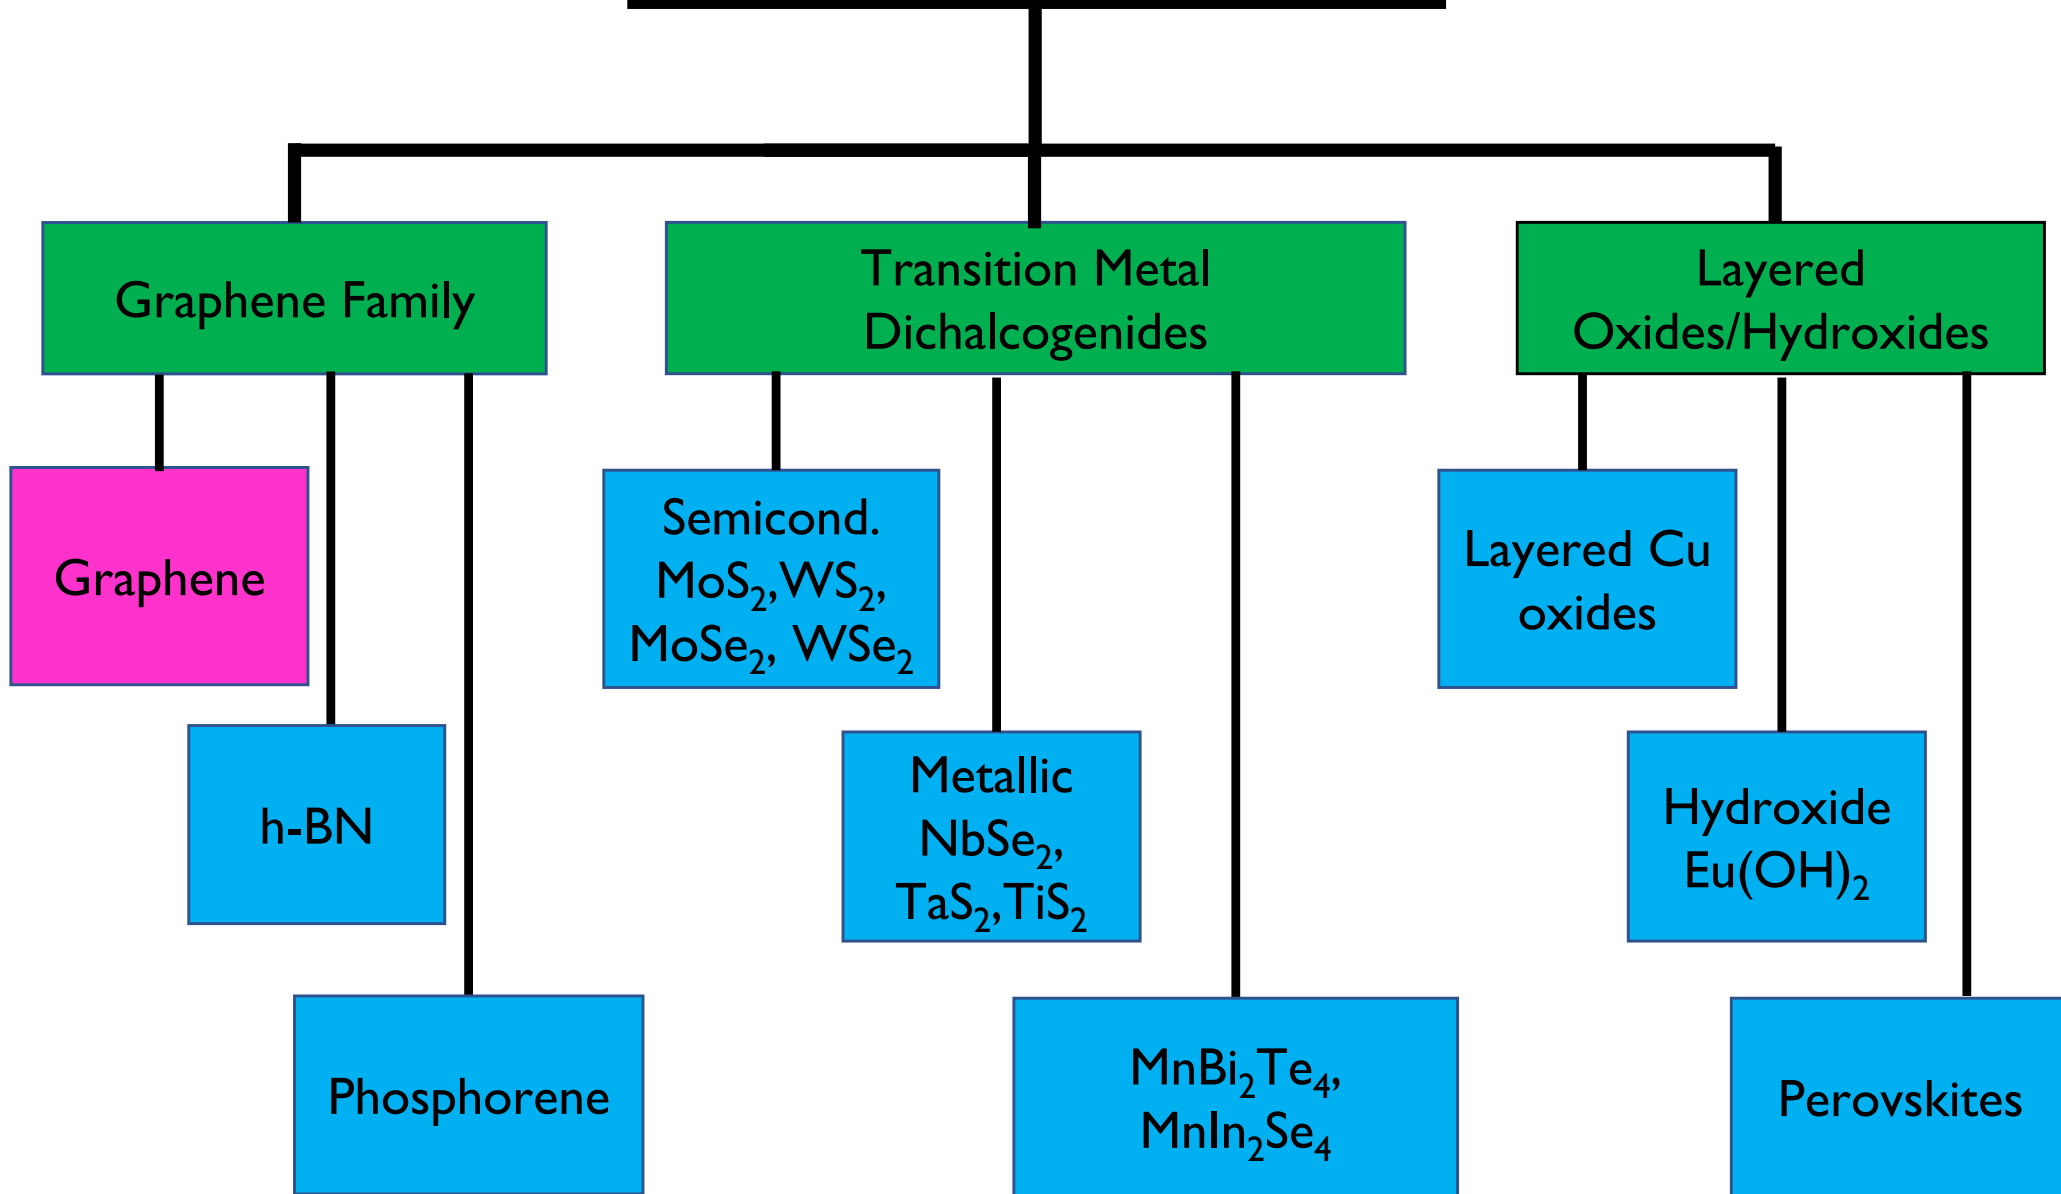 Graphene Family
Transition Metal
Dichalcogenides
Layered
Oxides/Hydroxides
Graphene
Semicond.
MoS₂,WS₂,
MoSe₂, WSe₂
Layered Cu
oxides
h-BN
Metallic
NbSe₂,
TaS₂,TiS₂
Hydroxide
Eu(OH)₂
Phosphorene
MnBi₂Te₄,
MnIn₂Se₄
Perovskites